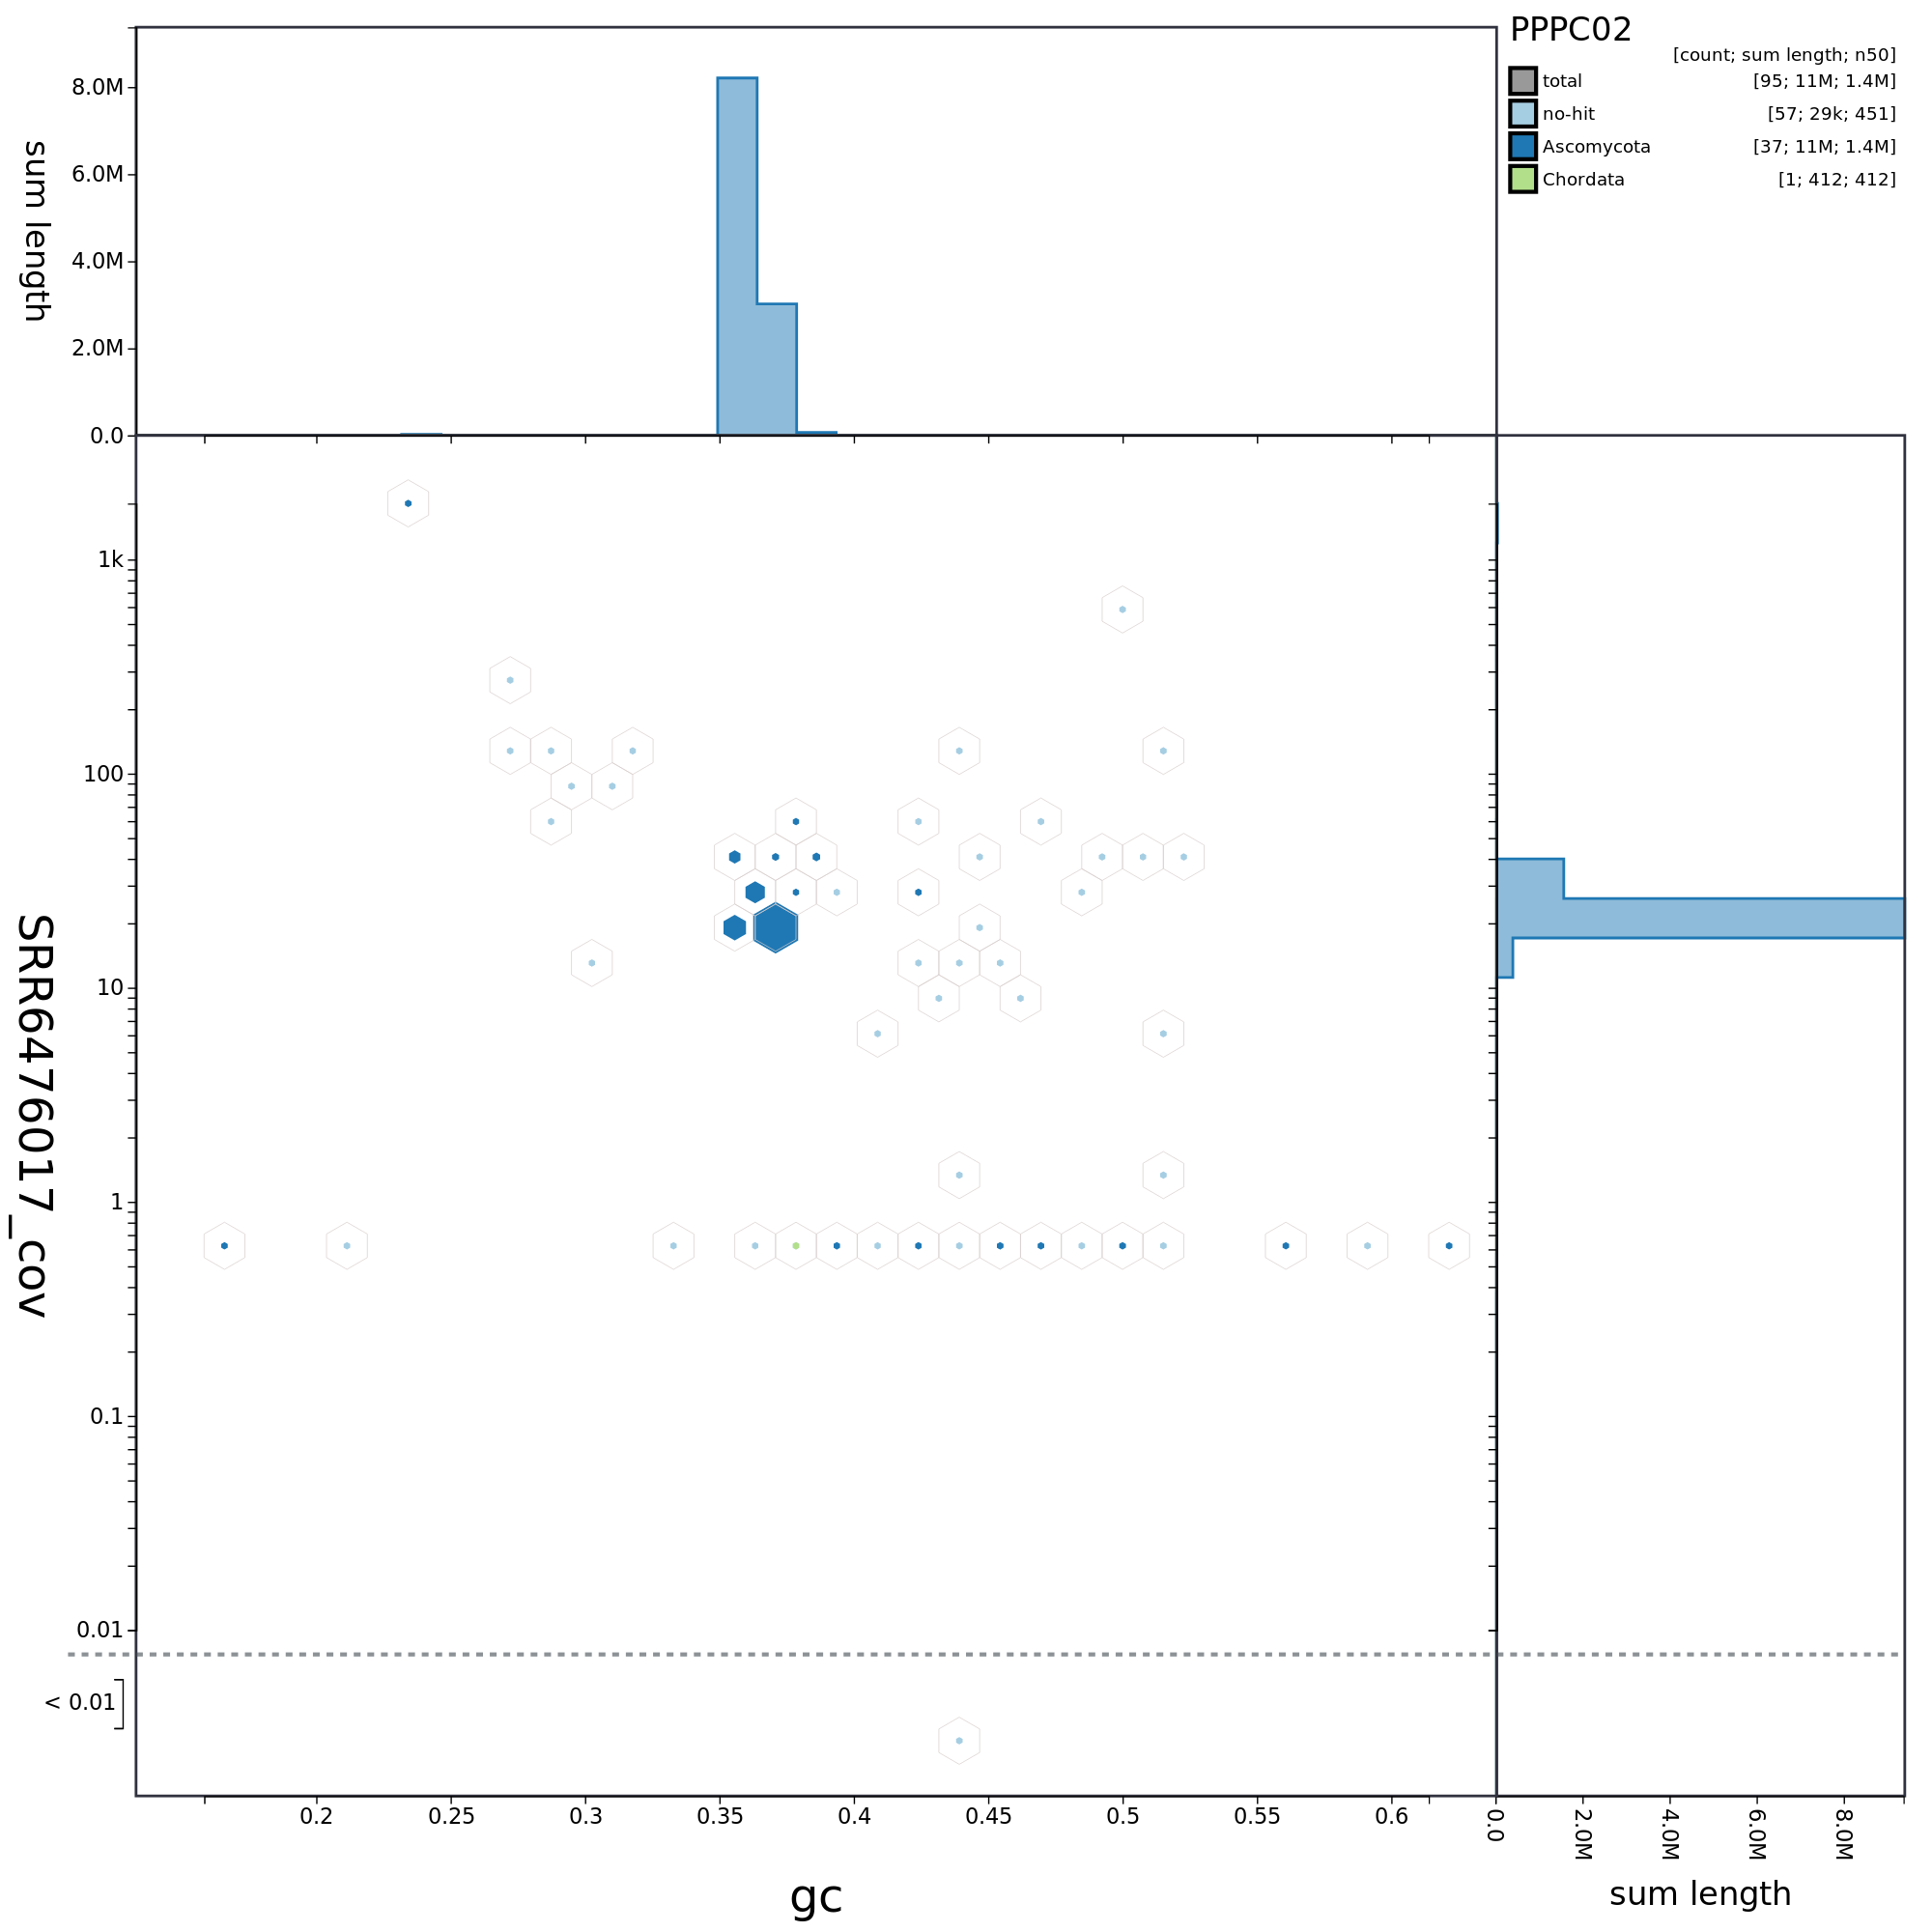 PPPC02
[count; sum length; n50]
total [95; 11M; 1.4M]
no-hit [57; 29k; 451]
Ascomycota [37; 11M; 1.4M]
Chordata [1; 412; 412]
sum length
8.0M
6.0M
4.0M
2.0M
0.0
SRR6476017_cov
1k
100
10
1
0.1
0.01
< 0.01
0.2 0.25 0.3 0.35 0.4 0.45 0.5 0.55 0.6
gc
0.0 2.0M 4.0M 6.0M 8.0M
sum length